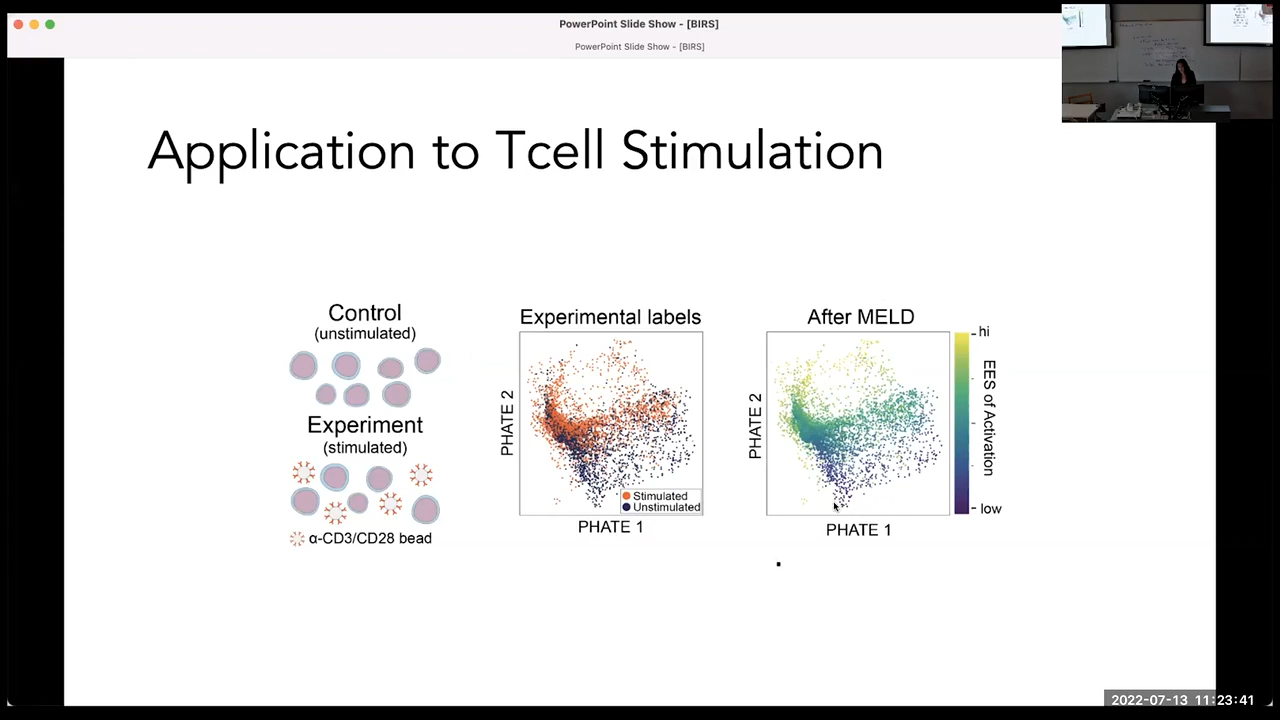 PowerPoint Slide Show - [BIRS]
PowerPoint Slide Show - [BIRS]
Application to Tcell Stimulation
Control
(unstimulated)
Experiment
(stimulated)
α-CD3/CD28 bead
Experimental labels
PHATE 2
Stimulated
Unstimulated
PHATE 1
After MELD
PHATE 2
PHATE 1
hi
EES of Activation
low
2022-07-13 11:23:41